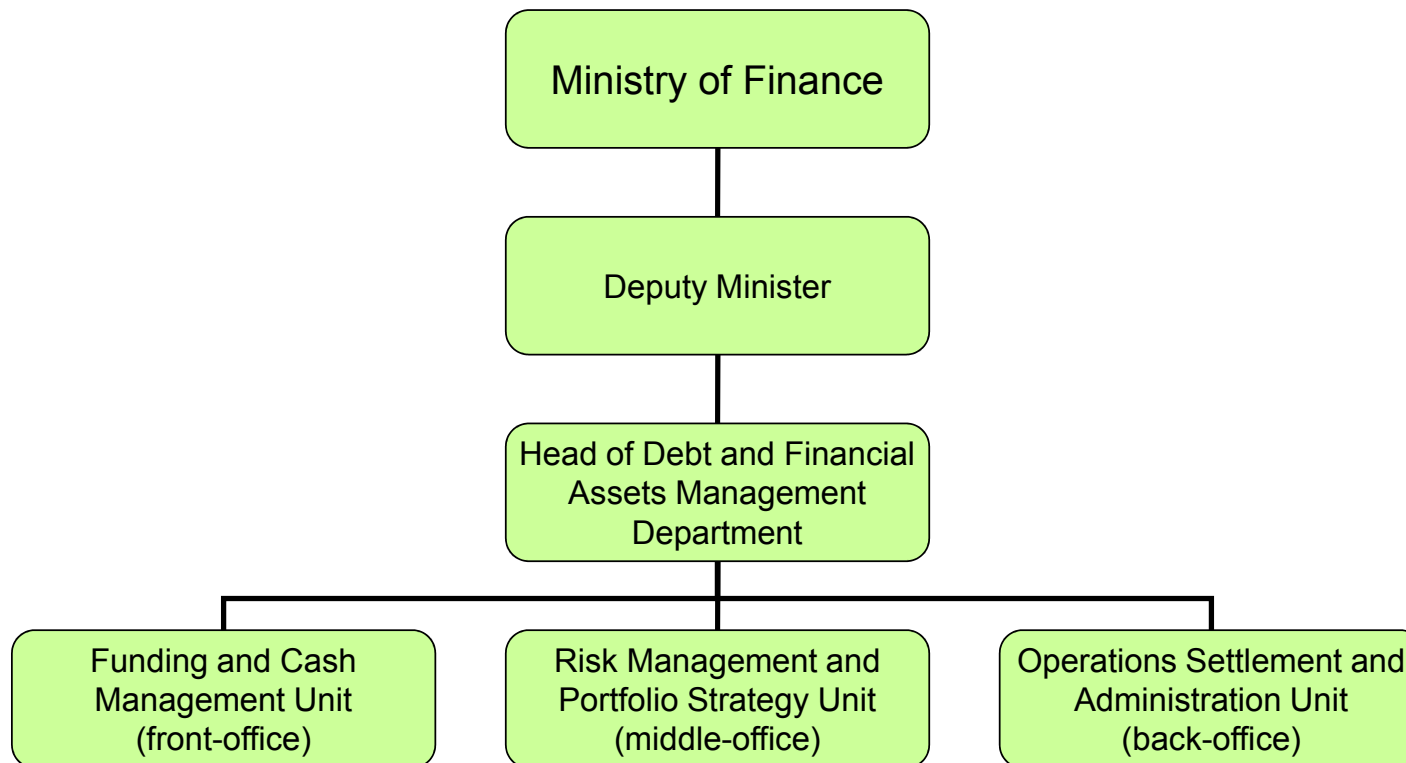 Ministry of Finance
Deputy Minister
Head of Debt and Financial
Assets Management
Department
Funding and Cash
Management Unit
(front-office)
Risk Management and
Portfolio Strategy Unit
(middle-office)
Operations Settlement and
Administration Unit
(back-office)